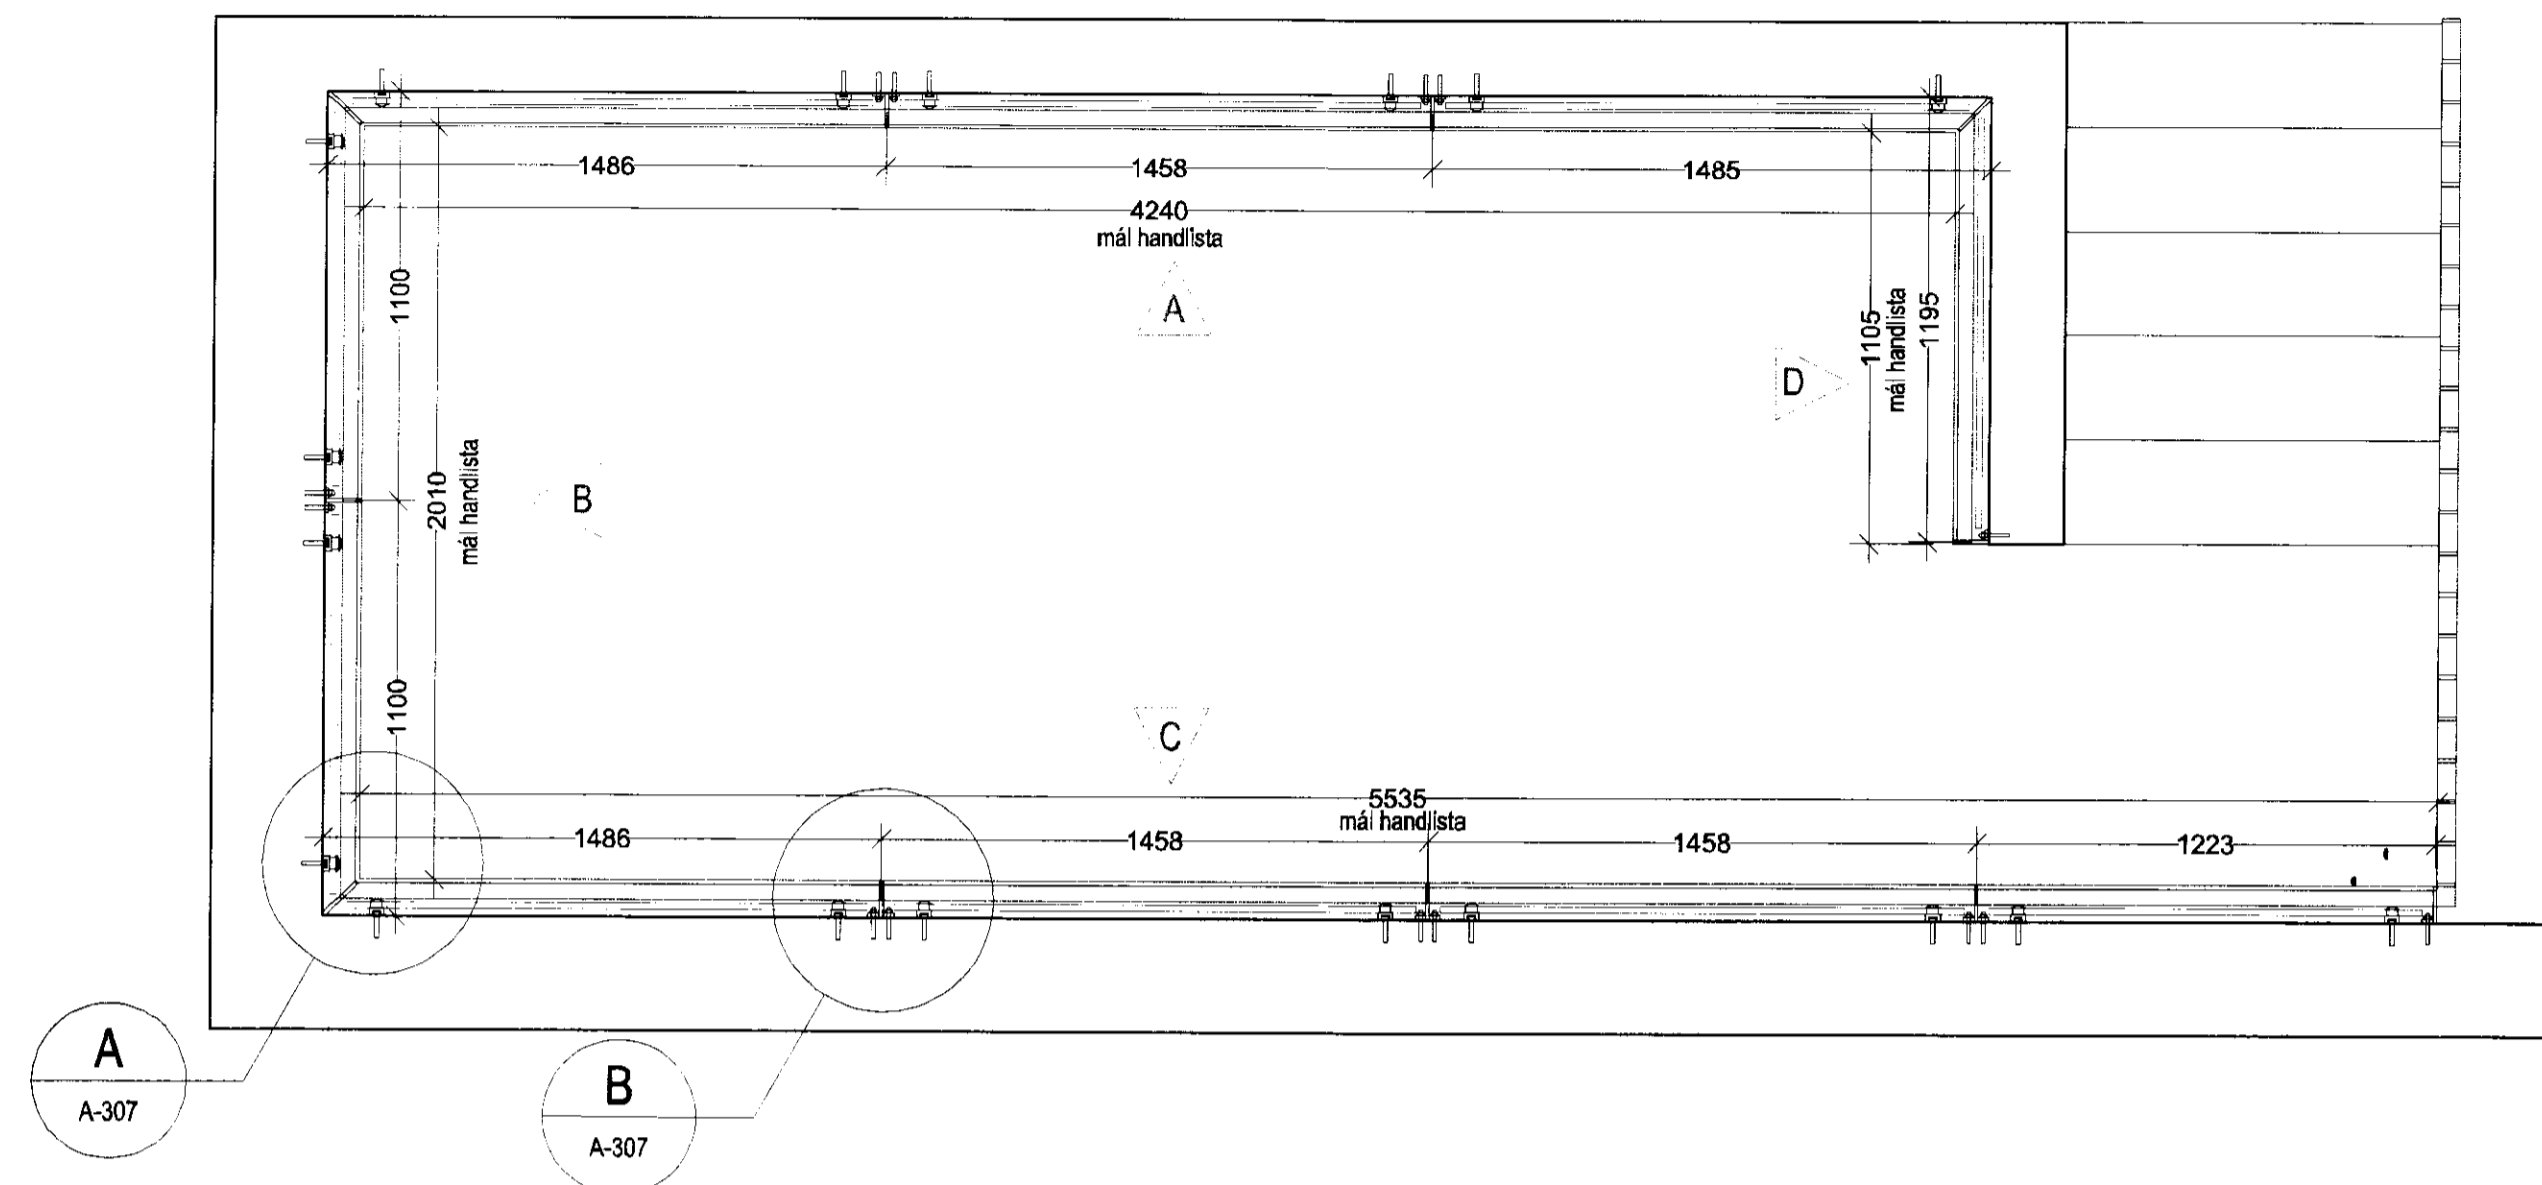 1486
1458
1485
4240
mál handlista
1100
A
1105
mál handlista
1195
D
2010
mál handlista
B
1100
C
5535
mál handlista
1486
1458
1458
1223
A
A-307
B
A-307